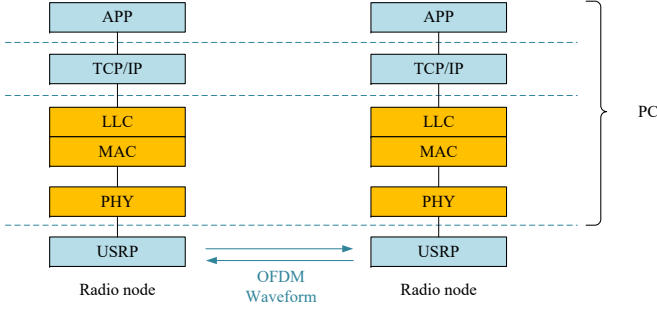 APP
APP
TCP/IP
TCP/IP
LLC
LLC
MAC
MAC
PC
PHY
PHY
USRP
USRP
OFDM
Waveform
Radio node
Radio node